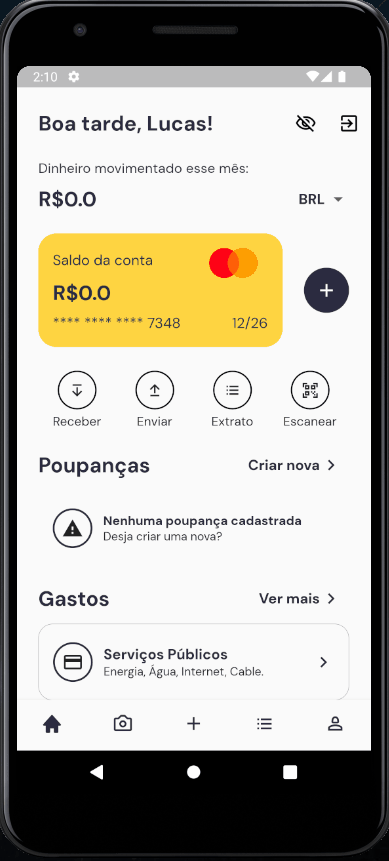 2:10
Boa tarde, Lucas!
Dinheiro movimentado esse mês:
R$0.0
BRL
Saldo da conta
R$0.0
**** **** **** 7348
12/26
Receber
Enviar
Extrato
Escanear
Poupanças
Criar nova
Nenhuma poupança cadastrada
Desja criar uma nova?
Gastos
Ver mais
Serviços Públicos
Energia, Água, Internet, Cable.